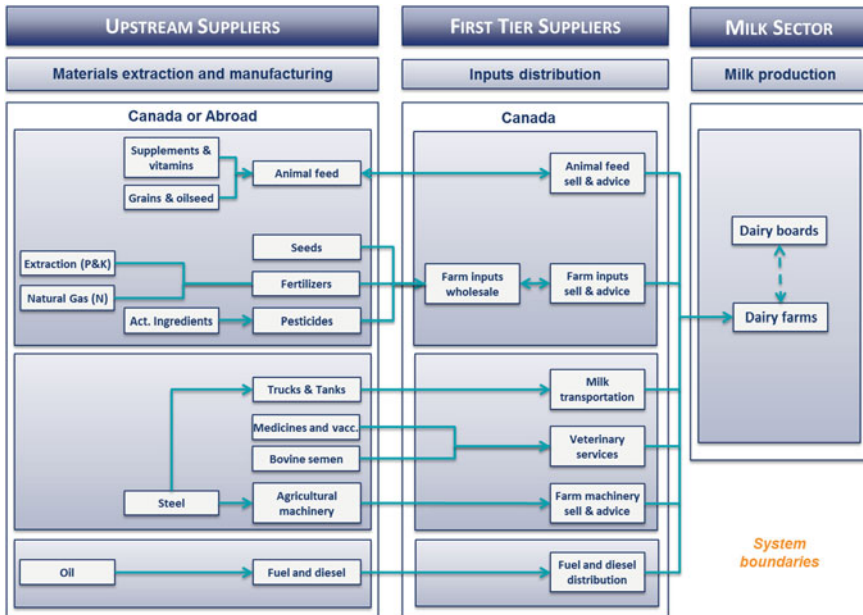 UPSTREAM SUPPLIERS
FIRST TIER SUPPLIERS
MILK SECTOR
Materials extraction and manufacturing
Inputs distribution
Milk production
Canada or Abroad
Canada
Supplements &
vitamins
Grains & oilseed
Animal feed
Animal feed
sell & advice
Seeds
Extraction (P&K)
Fertilizers
Natural Gas (N)
Act. Ingredients
Pesticides
Farm inputs
wholesale
Farm inputs
sell & advice
Dairy boards
Dairy farms
Trucks & Tanks
Milk
transportation
Medicines and vacc.
Bovine semen
Veterinary
services
Steel
Agricultural
machinery
Farm machinery
sell & advice
Oil
Fuel and diesel
Fuel and diesel
distribution
System
boundaries